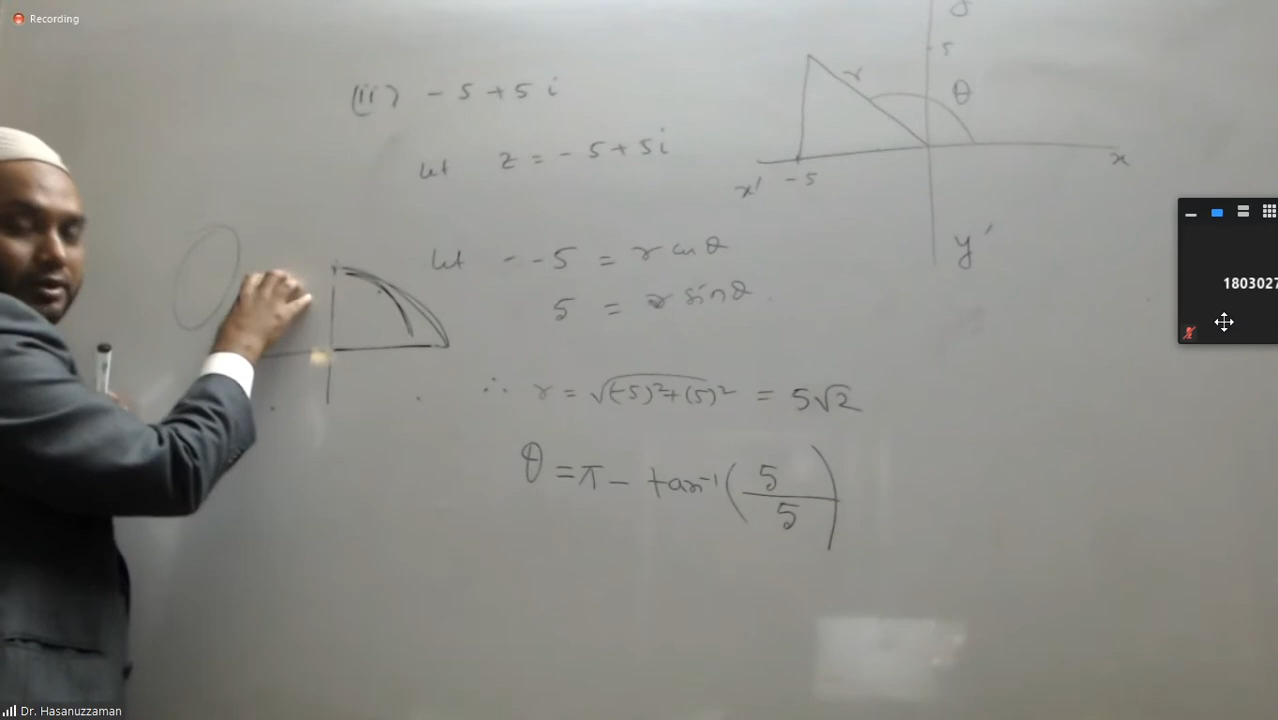 Recording
(ii) -5+5i
let z = -5+5i
let --5 = r cos θ
5 = r sin θ
∴ r = √(-5)²+(5)² = 5√2
θ = π - tan⁻¹(5/5)
5
r
θ
x' -5
x
y'
1803027
Dr. Hasanuzzaman